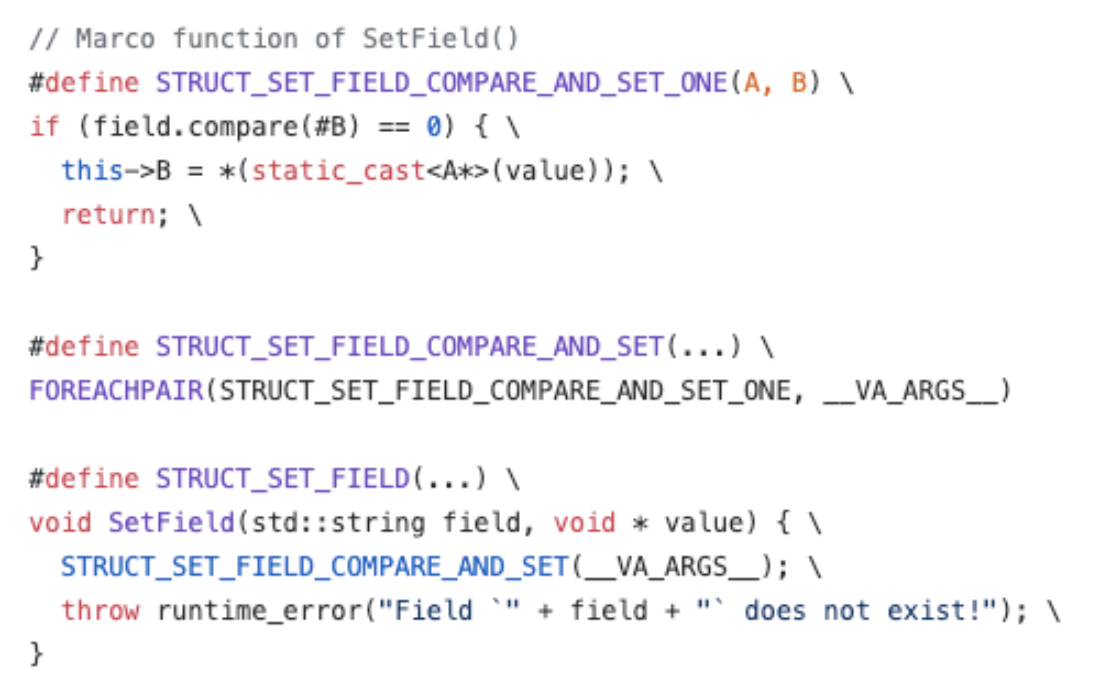 // Marco function of SetField()
#define STRUCT_SET_FIELD_COMPARE_AND_SET_ONE(A, B) \
if (field.compare(#B) == 0) { \
  this->B = *(static_cast<A*>(value)); \
  return; \
}

#define STRUCT_SET_FIELD_COMPARE_AND_SET(...) \
FOREACHPAIR(STRUCT_SET_FIELD_COMPARE_AND_SET_ONE, __VA_ARGS__)

#define STRUCT_SET_FIELD(...) \
void SetField(std::string field, void * value) { \
  STRUCT_SET_FIELD_COMPARE_AND_SET(__VA_ARGS__); \
  throw runtime_error("Field `" + field + "` does not exist!"); \
}